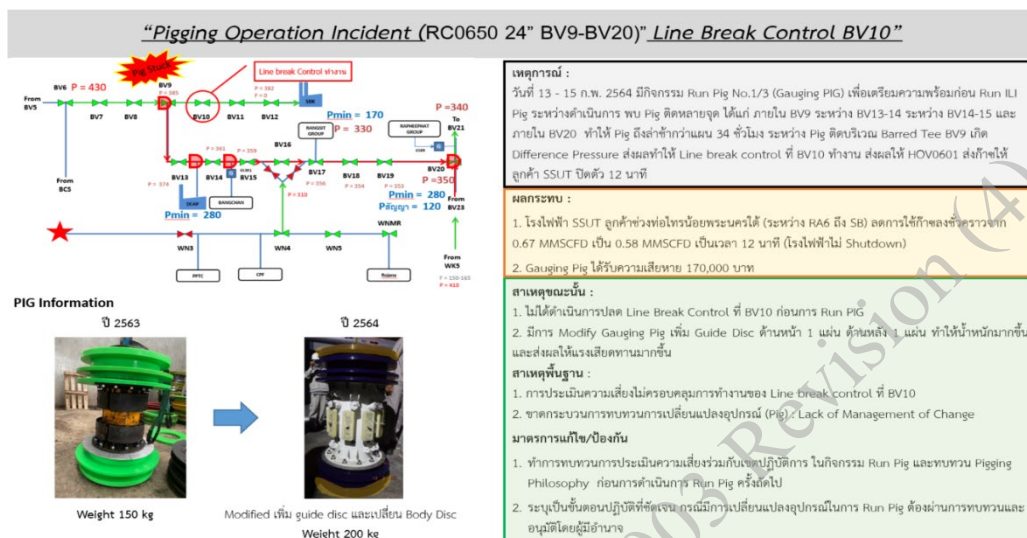 "Pigging Operation Incident (RC0650 24" BV9-BV20)" Line Break Control BV10"
Pig Stuck
Line break Control ทำงาน
BV6 P = 430
BV9
P = 385
P = 382
P = 0
From
BV5
BV7
BV8
BV10
BV11
BV12
SSK
Pmin = 170
P = 330
P =340
To
BV21
RANGSIT
GROUP
RAPHEPHAT
GROUP
P = 361
P = 359
BV16
BV13
BV14
BV15
BV17
BV18
BV19
BV20
P = 374
P = 356
P = 354
P = 353
P =350
From
BCS
BANGCHAN
Pmin = 280
Pmin = 280
Pสัญญา = 120
From
BV23
P = 310
WNMR
WN3
WN4
WN5
CPF
Rojana
From
WK5
P = 150-165
P = 418
PIG Information
ปี 2563
ปี 2564
Weight 150 kg
Modified เพิ่ม guide disc และเปลี่ยน Body Disc
Weight 200 kg
เหตุการณ์ :
วันที่ 13 - 15 ก.พ. 2564 มีกิจกรรม Run Pig No.1/3 (Gauging PIG) เพื่อเตรียมความพร้อมก่อน Run ILI
Pig ระหว่างดำเนินการ พบ Pig ติดหลายจุด ได้แก่ ภายใน BV9 ระหว่าง BV13-14 ระหว่าง BV14-15 และ
ภายใน BV20 ทำให้ Pig ถึงล่าช้ากว่าแผน 34 ชั่วโมง ระหว่าง Pig ติดบริเวณ Barred Tee BV9 เกิด
Difference Pressure ส่งผลทำให้ Line break control ที่ BV10 ทำงาน ส่งผลให้ HOV0601 ส่งก๊าซให้
ลูกค้า SSUT ปิดตัว 12 นาที
ผลกระทบ :
1. โรงไฟฟ้า SSUT ลูกค้าช่วงท่อไทรน้อยพระนครใต้ (ระหว่าง RA6 ถึง SB) ลดการใช้ก๊าซลงชั่วคราวจาก
0.67 MMSCFD เป็น 0.58 MMSCFD เป็นเวลา 12 นาที (โรงไฟฟ้าไม่ Shutdown)
2. Gauging Pig ได้รับความเสียหาย 170,000 บาท
สาเหตุขณะนั้น :
1. ไม่ได้ดำเนินการปลด Line Break Control ที่ BV10 ก่อนการ Run PIG
2. มีการ Modify Gauging Pig เพิ่ม Guide Disc ด้านหน้า 1 แผ่น ด้านหลัง 1 แผ่น ทำให้น้ำหนักมากขึ้น
และส่งผลให้แรงเสียดทานมากขึ้น
สาเหตุพื้นฐาน :
1. การประเมินความเสี่ยงไม่ครอบคลุมการทำงานของ Line break control ที่ BV10
2. ขาดกระบวนการทบทวนการเปลี่ยนแปลงอุปกรณ์ (Pig) : Lack of Management of Change
มาตรการแก้ไข/ป้องกัน
1. ทำการทบทวนการประเมินความเสี่ยงร่วมกับเขตปฏิบัติการ ในกิจกรรม Run Pig และทบทวน Pigging
Philosophy ก่อนการดำเนินการ Run Pig ครั้งถัดไป
2. ระบุเป็นขั้นตอนปฏิบัติที่ชัดเจน กรณีมีการเปลี่ยนแปลงอุปกรณ์ในการ Run Pig ต้องผ่านการทบทวนและ
อนุมัติโดยผู้มีอำนาจ
003 Revision (4)